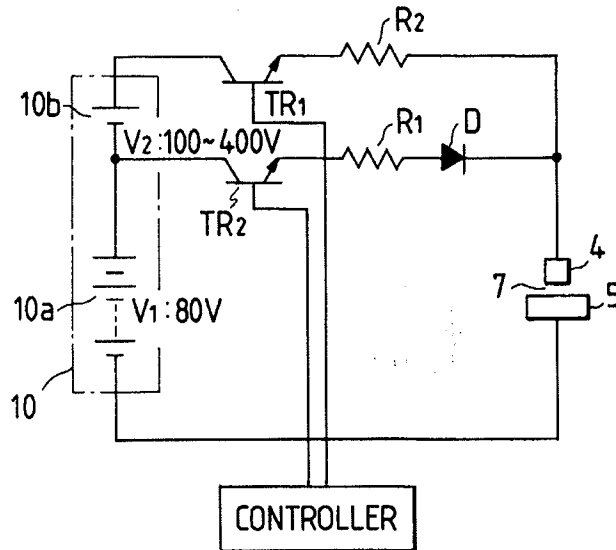 R2
10b
TR1
R1
D
V2:100~400V
TR2
4
7
5
10a
V1:80V
10
CONTROLLER